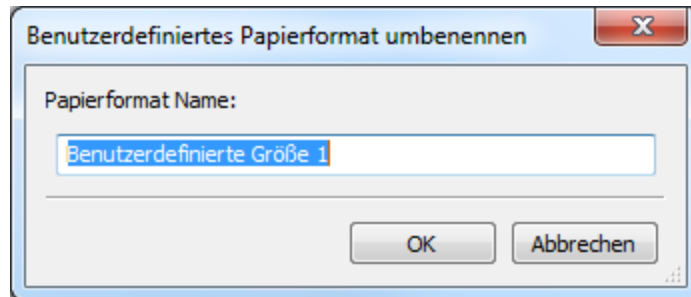 Benutzerdefiniertes Papierformat umbenennen
Papierformat Name:
Benutzerdefinierte Größe 1
OK Abbrechen